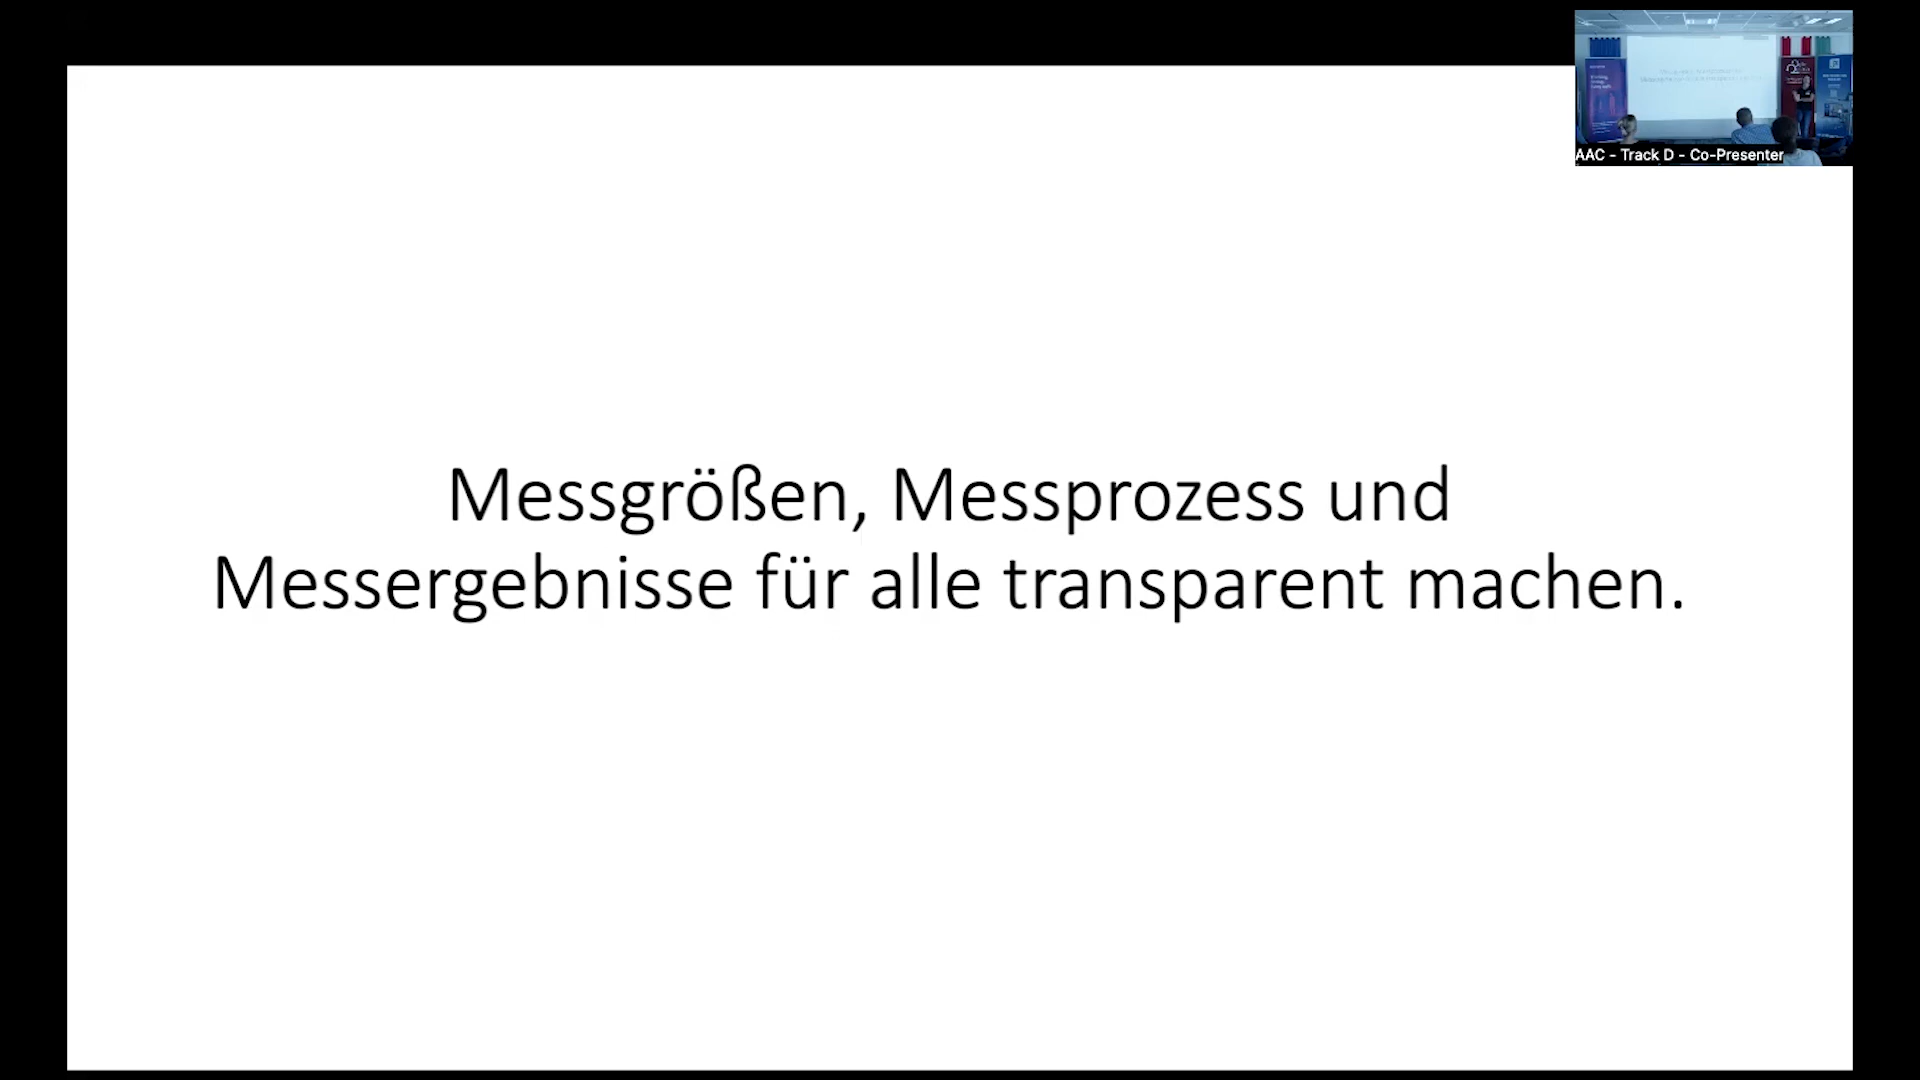 AAC - Track D - Co-Presenter
Messgrößen, Messprozess und
Messergebnisse für alle transparent machen.